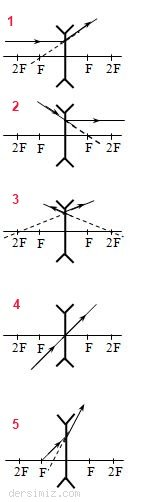 1
2F F F 2F
2
2F F F 2F
3
2F F F 2F
4
2F F F 2F
5
2F F F 2F
dersimiz.com